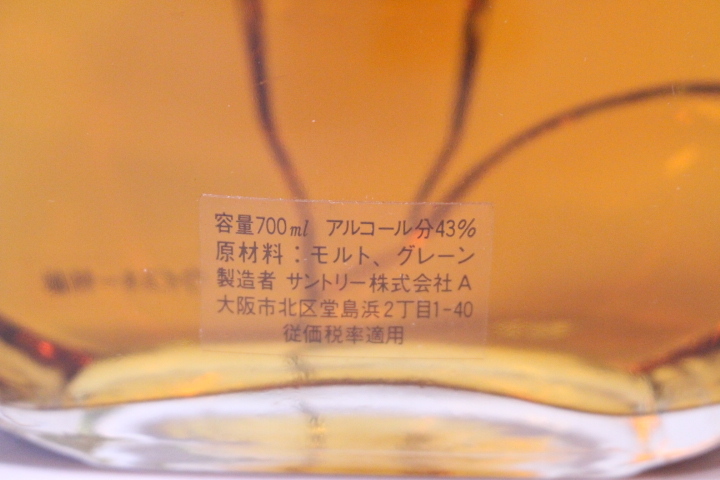 容量700ml アルコール分43%
原材料：モルト、グレーン
製造者 サントリー株式会社A
大阪市北区堂島浜2丁目1-40
従価税率適用